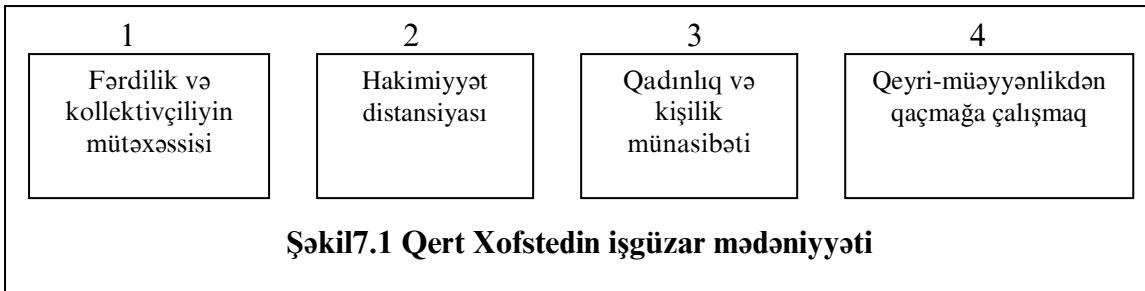 1
Fərdilik və
kollektivçiliyin
mütəxəssisi
2
Hakimiyyət
distansiyası
3
Qadınlıq və
kişilik
münasibəti
4
Qeyri-müəyyənlikdən
qaçmağa çalışmaq
Şəkil7.1 Qert Xofstedin işgüzar mədəniyyəti